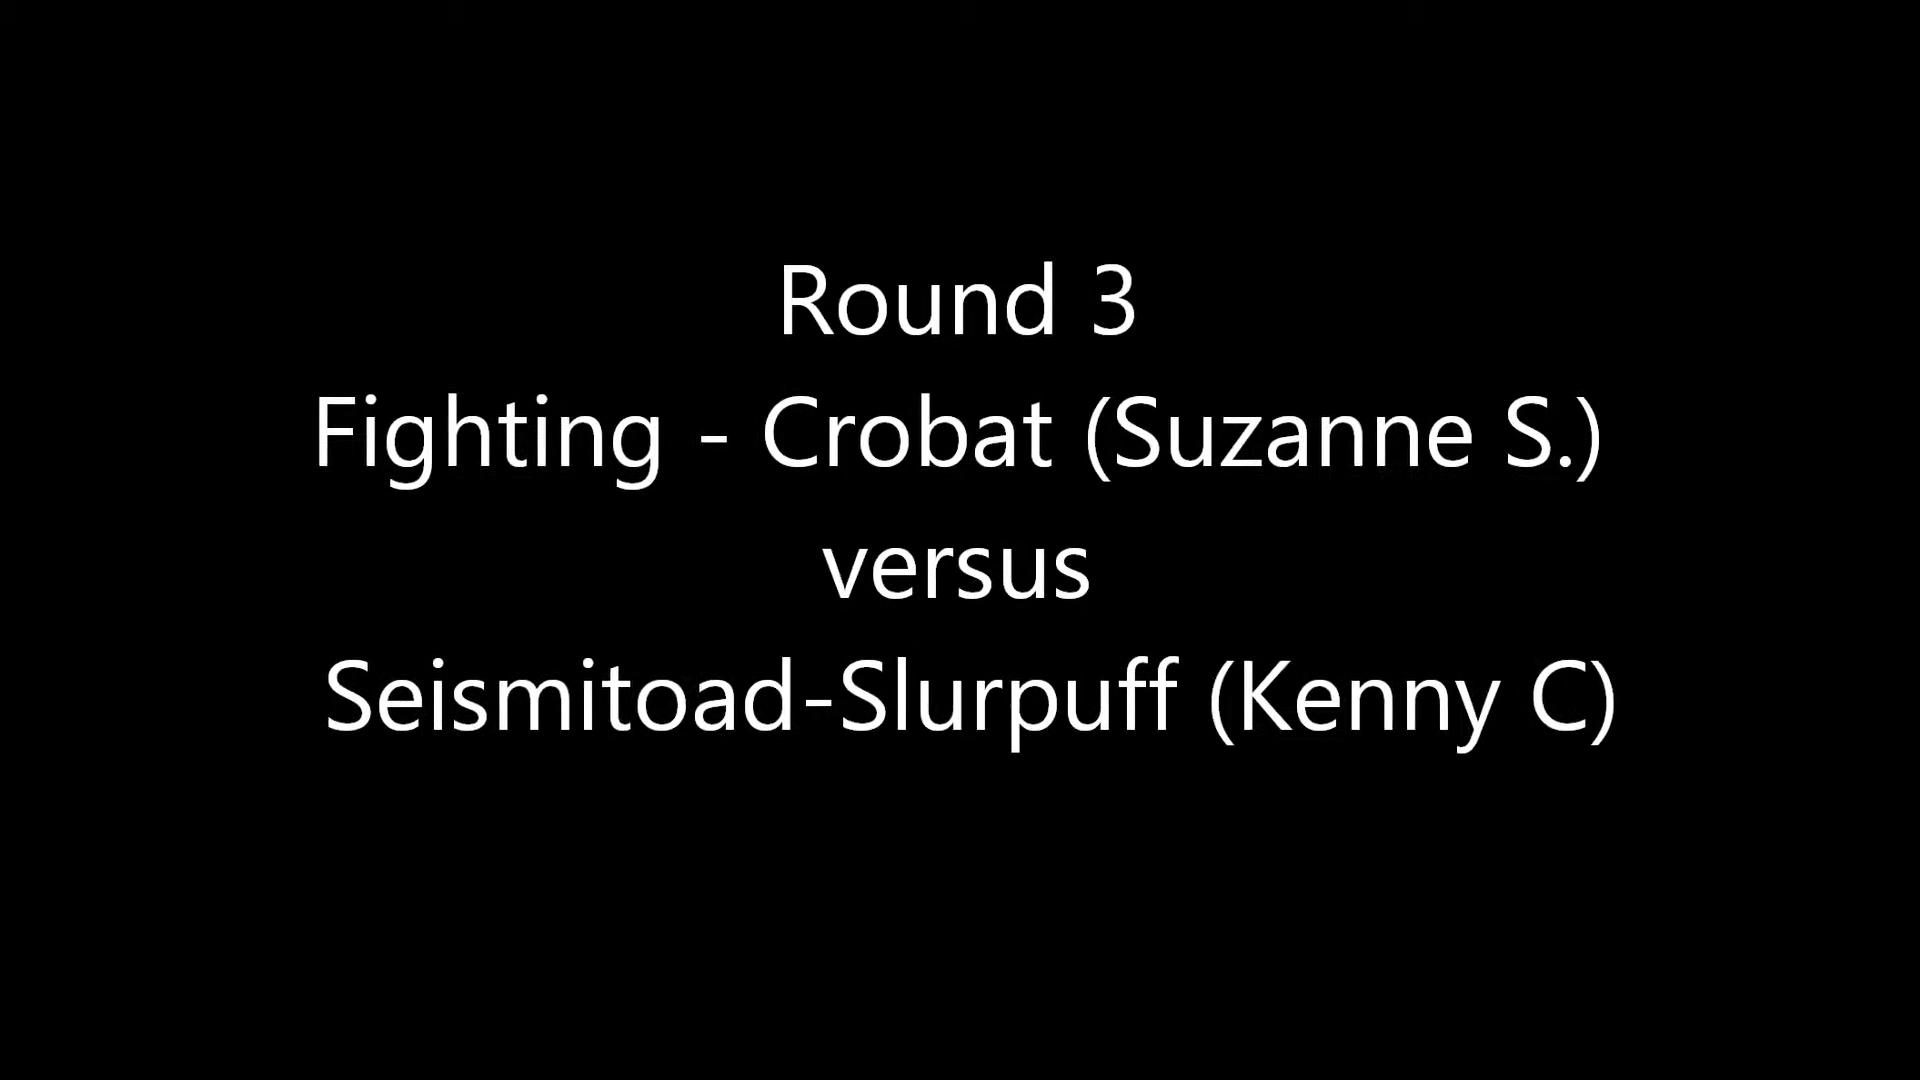 Round 3
Fighting - Crobat (Suzanne S.)
versus
Seismitoad-Slurpuff (Kenny C)